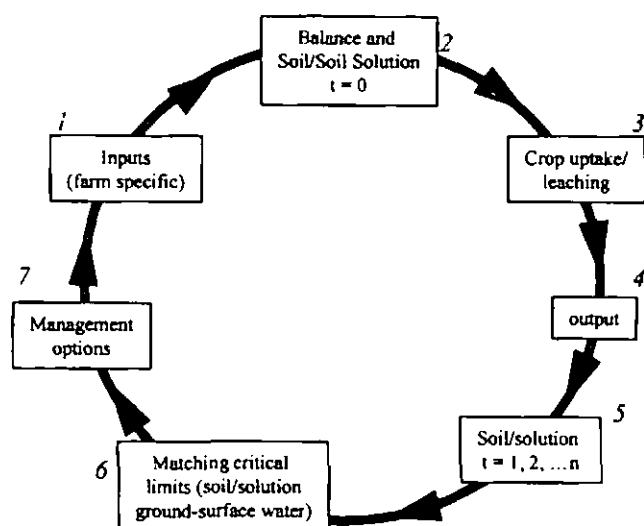 1
Inputs
(farm specific)
2
Balance and
Soil/Soil Solution
t = 0
3
Crop uptake/
leaching
4
output
5
Soil/solution
t = 1, 2, ...n
6
Matching critical
limits (soil/solution
ground-surface water)
7
Management
options